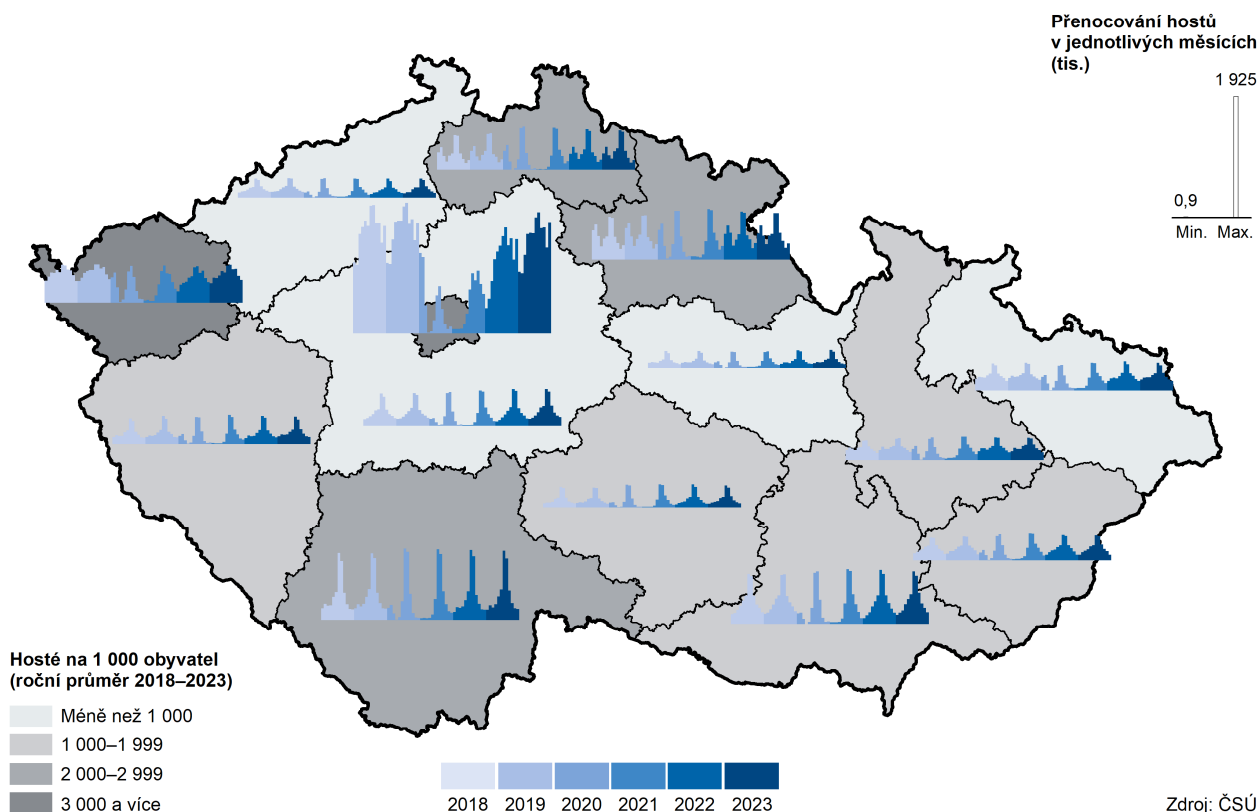 Přenocování hostů
v jednotlivých měsících
(tis.)
1 925
0,9
Min. Max.
Hosté na 1 000 obyvatel
(roční průměr 2018–2023)
Méně než 1 000
1 000–1 999
2 000–2 999
3 000 a více
2018 2019 2020 2021 2022 2023
Zdroj: ČSÚ